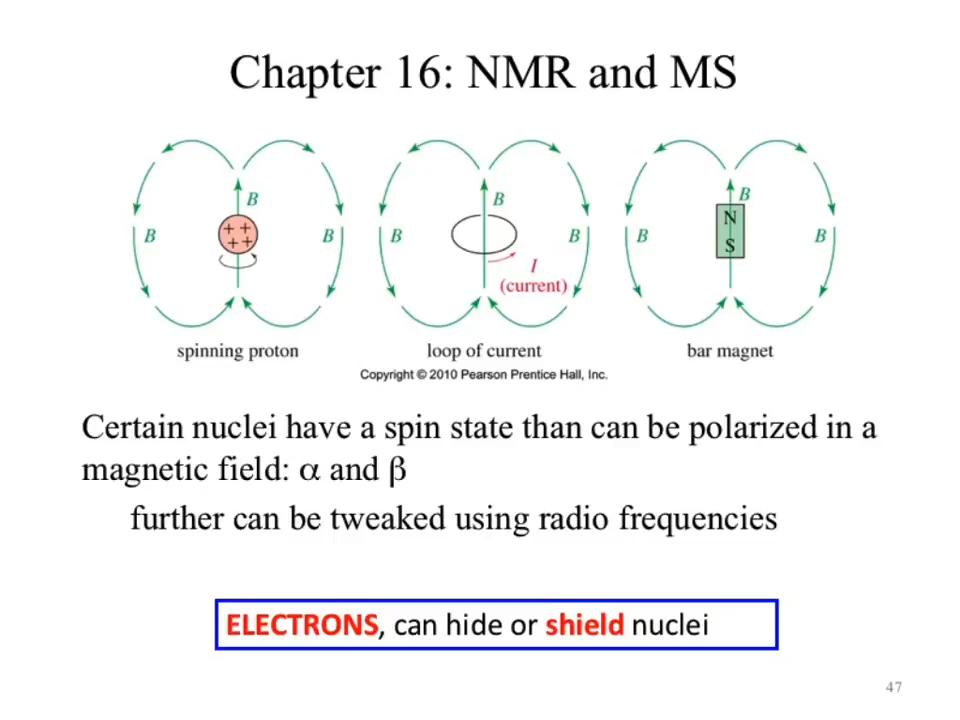 Chapter 16: NMR and MS
B B B
+ +
+ +
spinning proton
B B B
I
(current)
loop of current
B B B
N
S
bar magnet
Copyright © 2010 Pearson Prentice Hall, Inc.
Certain nuclei have a spin state than can be polarized in a
magnetic field: α and β
further can be tweaked using radio frequencies
ELECTRONS, can hide or shield nuclei
47